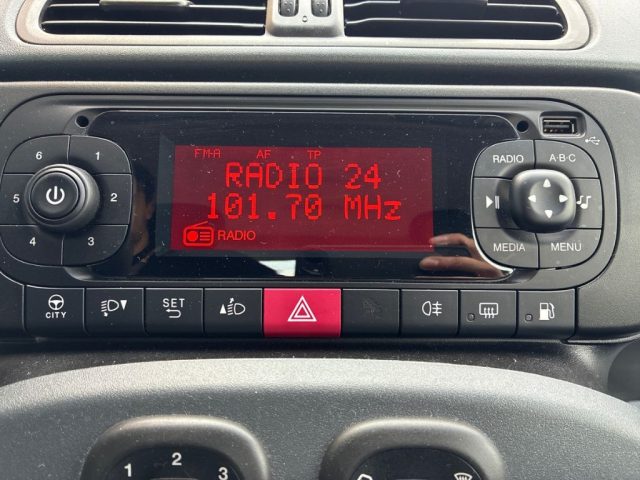 FM-A AF TP
RADIO 24
101.70 MHz
RADIO
6 1
5 2
4 3
RADIO A·B·C
MEDIA MENU
CITY
SET
1 2 3